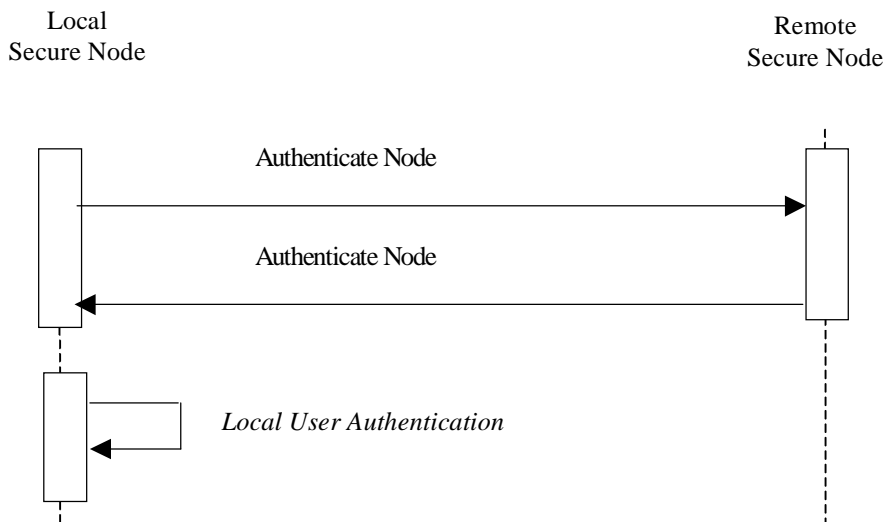 Local
Secure Node
Remote
Secure Node
Authenticate Node
Authenticate Node
Local User Authentication